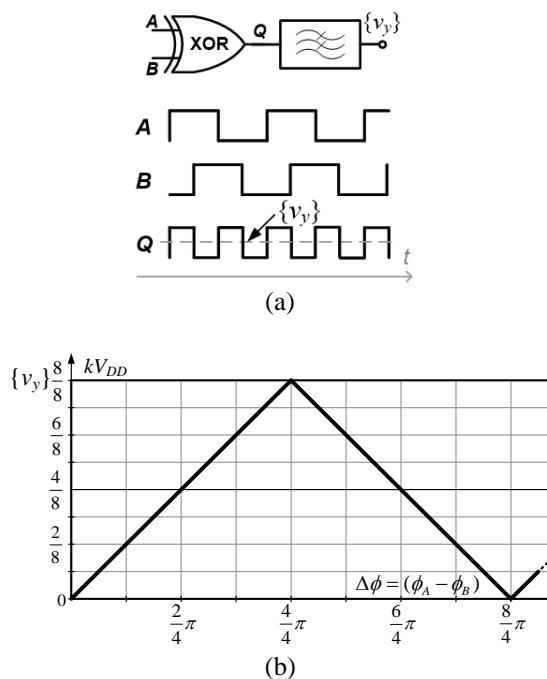 A
B
XOR
Q
{v_y}
A
B
{v_y}
Q
t
(a)
{v_y}
8/8
kV_DD
6/8
4/8
2/8
0
Δϕ = (ϕ_A − ϕ_B)
2/4 π
4/4 π
6/4 π
8/4 π
(b)